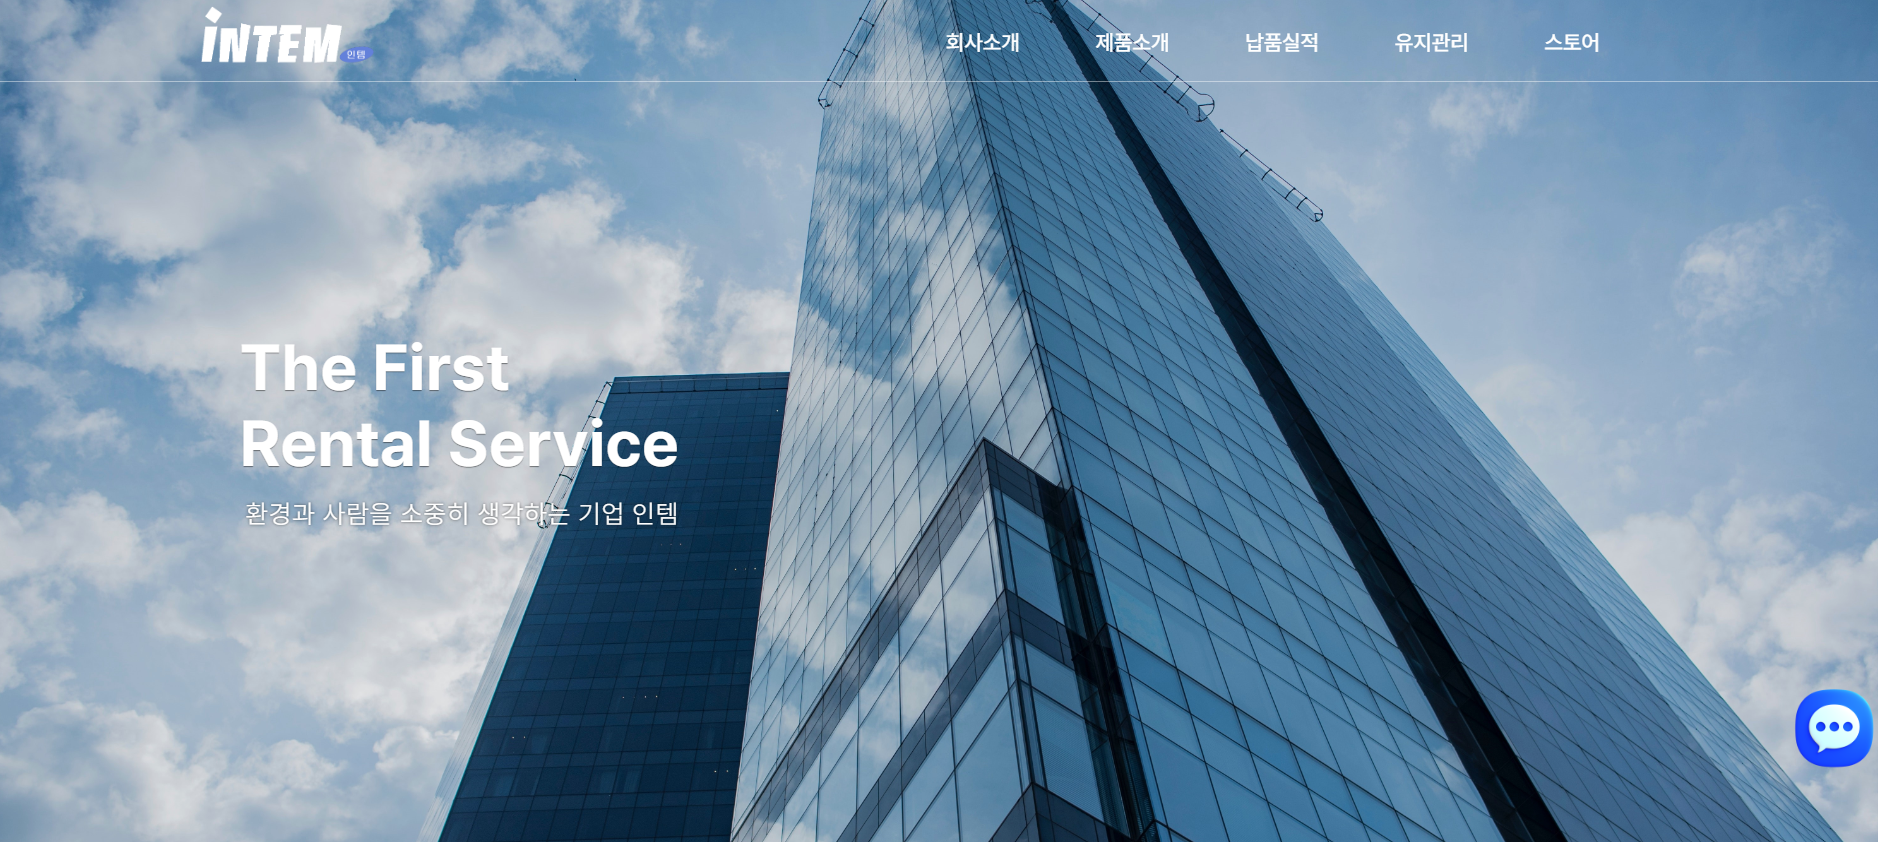 INTEM
인템
회사소개 제품소개 납품실적 유지관리 스토어
The First
Rental Service
환경과 사람을 소중히 생각하는 기업 인템